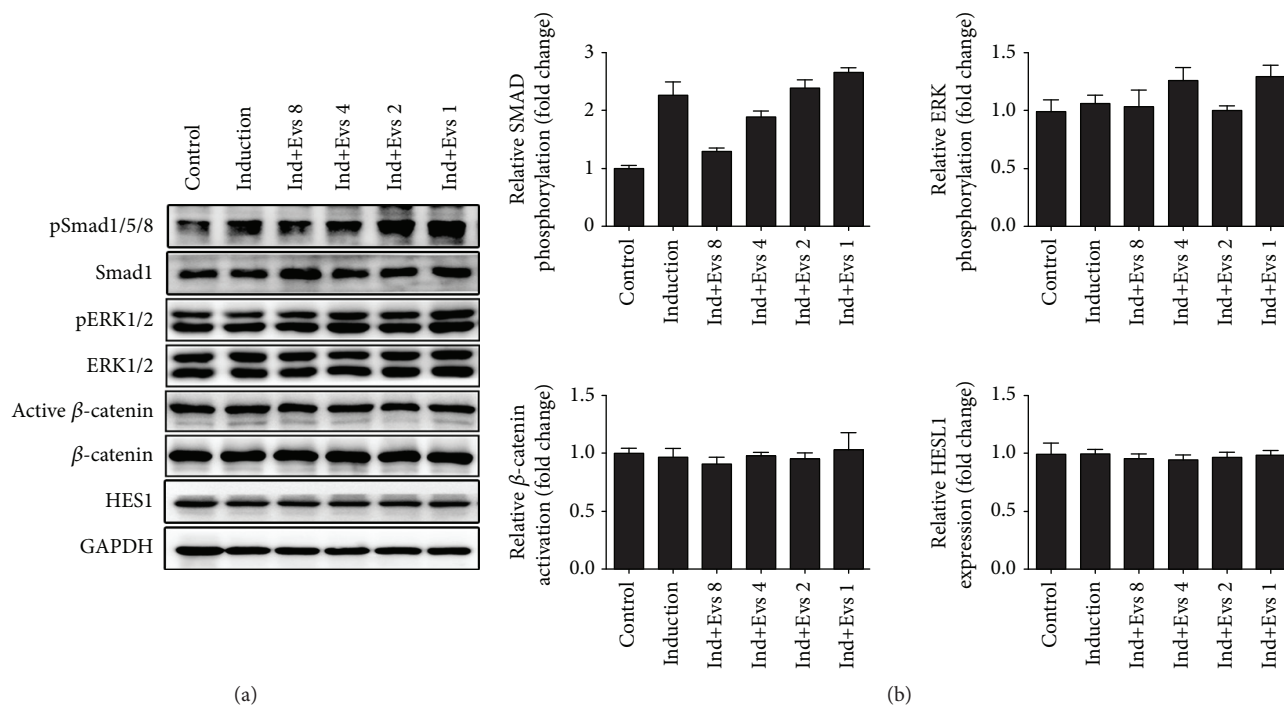 Control
Induction
Ind+Evs 8
Ind+Evs 4
Ind+Evs 2
Ind+Evs 1
pSmad1/5/8
Smad1
pERK1/2
ERK1/2
Active β-catenin
β-catenin
HES1
GAPDH
(a)
Relative SMAD
phosphorylation (fold change)
3
2
1
0
Control
Induction
Ind+Evs 8
Ind+Evs 4
Ind+Evs 2
Ind+Evs 1
Relative ERK
phosphorylation (fold change)
1.5
1.0
0.5
0.0
Control
Induction
Ind+Evs 8
Ind+Evs 4
Ind+Evs 2
Ind+Evs 1
Relative β-catenin
activation (fold change)
1.5
1.0
0.5
0.0
Control
Induction
Ind+Evs 8
Ind+Evs 4
Ind+Evs 2
Ind+Evs 1
Relative HESL1
expression (fold change)
1.5
1.0
0.5
0.0
Control
Induction
Ind+Evs 8
Ind+Evs 4
Ind+Evs 2
Ind+Evs 1
(b)